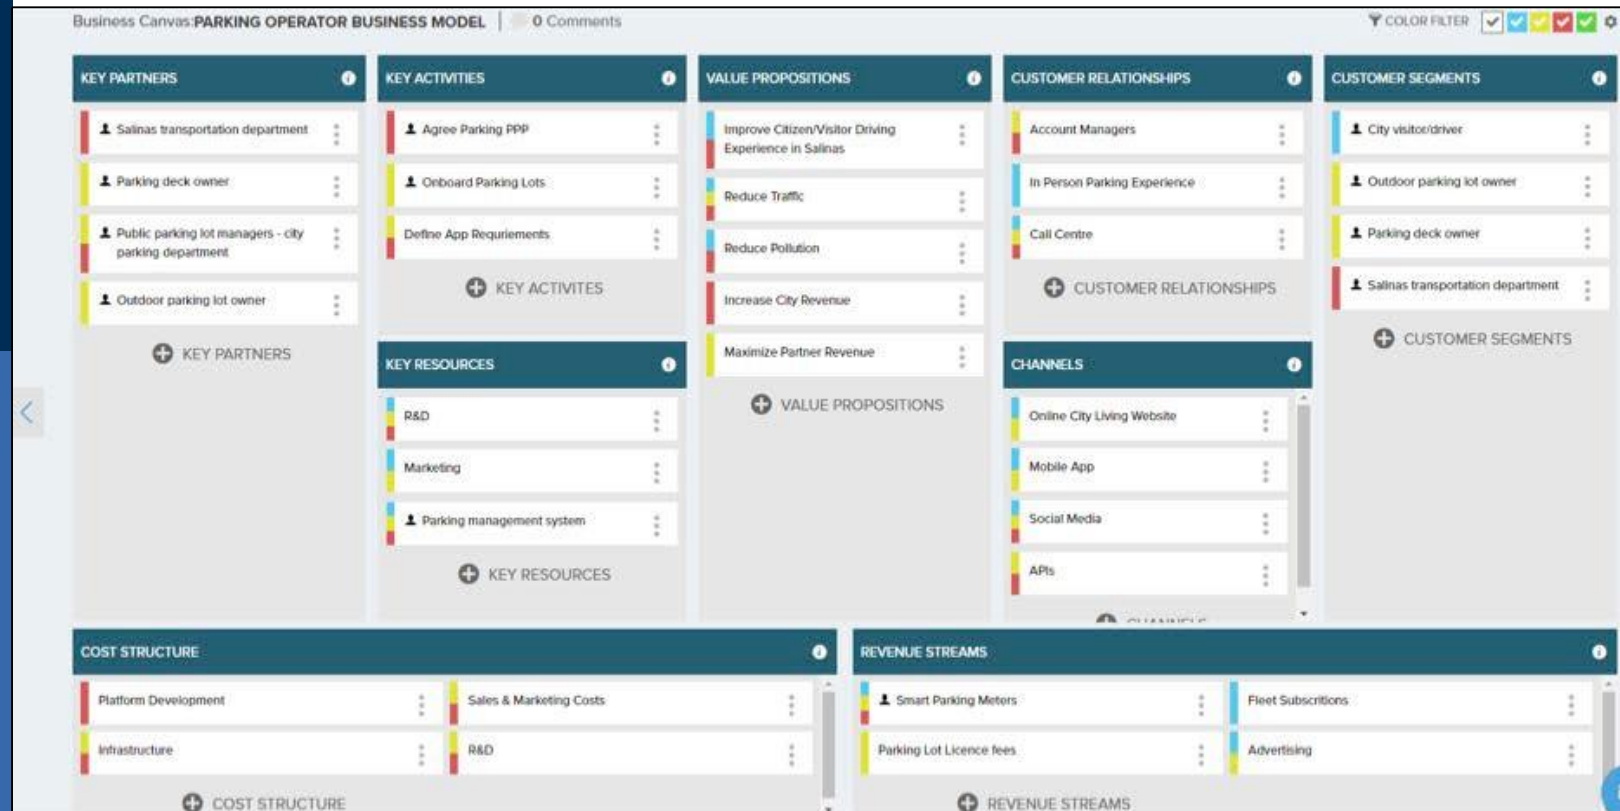 Business Canvas:PARKING OPERATOR BUSINESS MODEL
0 Comments
COLOR FILTER
KEY PARTNERS
Salinas transportation department
Parking deck owner
Public parking lot managers - city
parking department
Outdoor parking lot owner
KEY PARTNERS
KEY ACTIVITIES
Agree Parking PPP
Onboard Parking Lots
Define App Requriements
KEY ACTIVITES
KEY RESOURCES
R&D
Marketing
Parking management system
KEY RESOURCES
VALUE PROPOSITIONS
Improve Citizen/Visitor Driving
Experience in Salinas
Reduce Traffic
Reduce Pollution
Increase City Revenue
Maximize Partner Revenue
VALUE PROPOSITIONS
CUSTOMER RELATIONSHIPS
Account Managers
In Person Parking Experience
Call Centre
CUSTOMER RELATIONSHIPS
CHANNELS
Online City Living Website
Mobile App
Social Media
APIs
CHANNELS
CUSTOMER SEGMENTS
City visitor/driver
Outdoor parking lot owner
Parking deck owner
Salinas transportation department
CUSTOMER SEGMENTS
COST STRUCTURE
Platform Development
Sales & Marketing Costs
Infrastructure
R&D
COST STRUCTURE
REVENUE STREAMS
Smart Parking Meters
Fleet Subscritions
Parking Lot Licence fees
Advertising
REVENUE STREAMS